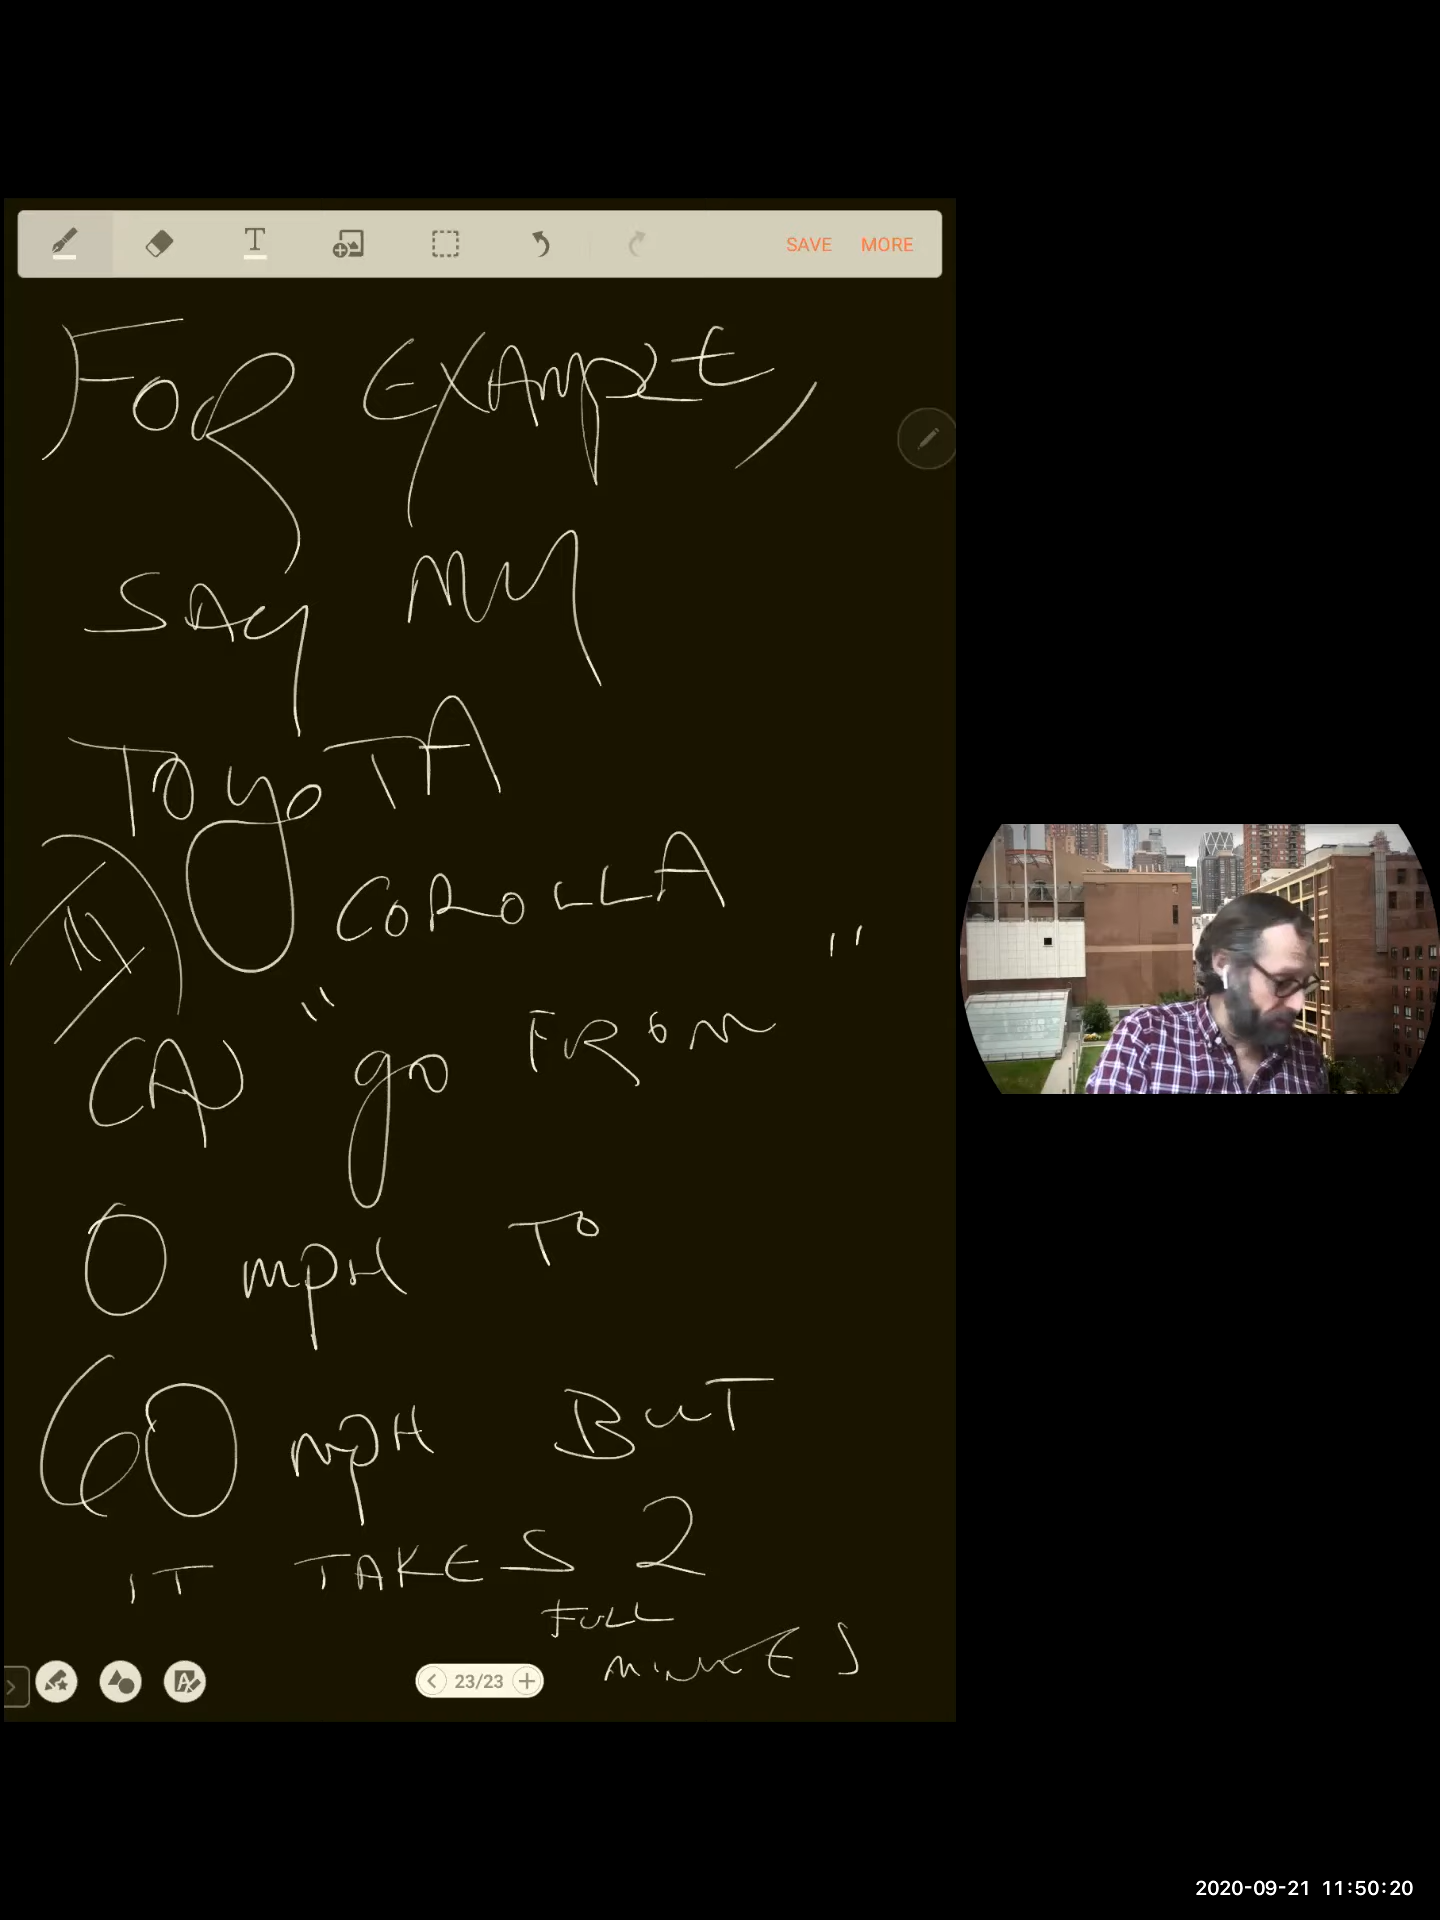 T SAVE MORE
FOR EXAMPLE,
SAY MY
TOYOTA
COROLLA
CAN "go FROM"
0 mpH TO
60 mpH BUT
IT TAKES 2
FULL
MINUTES
23/23
2020-09-21 11:50:20